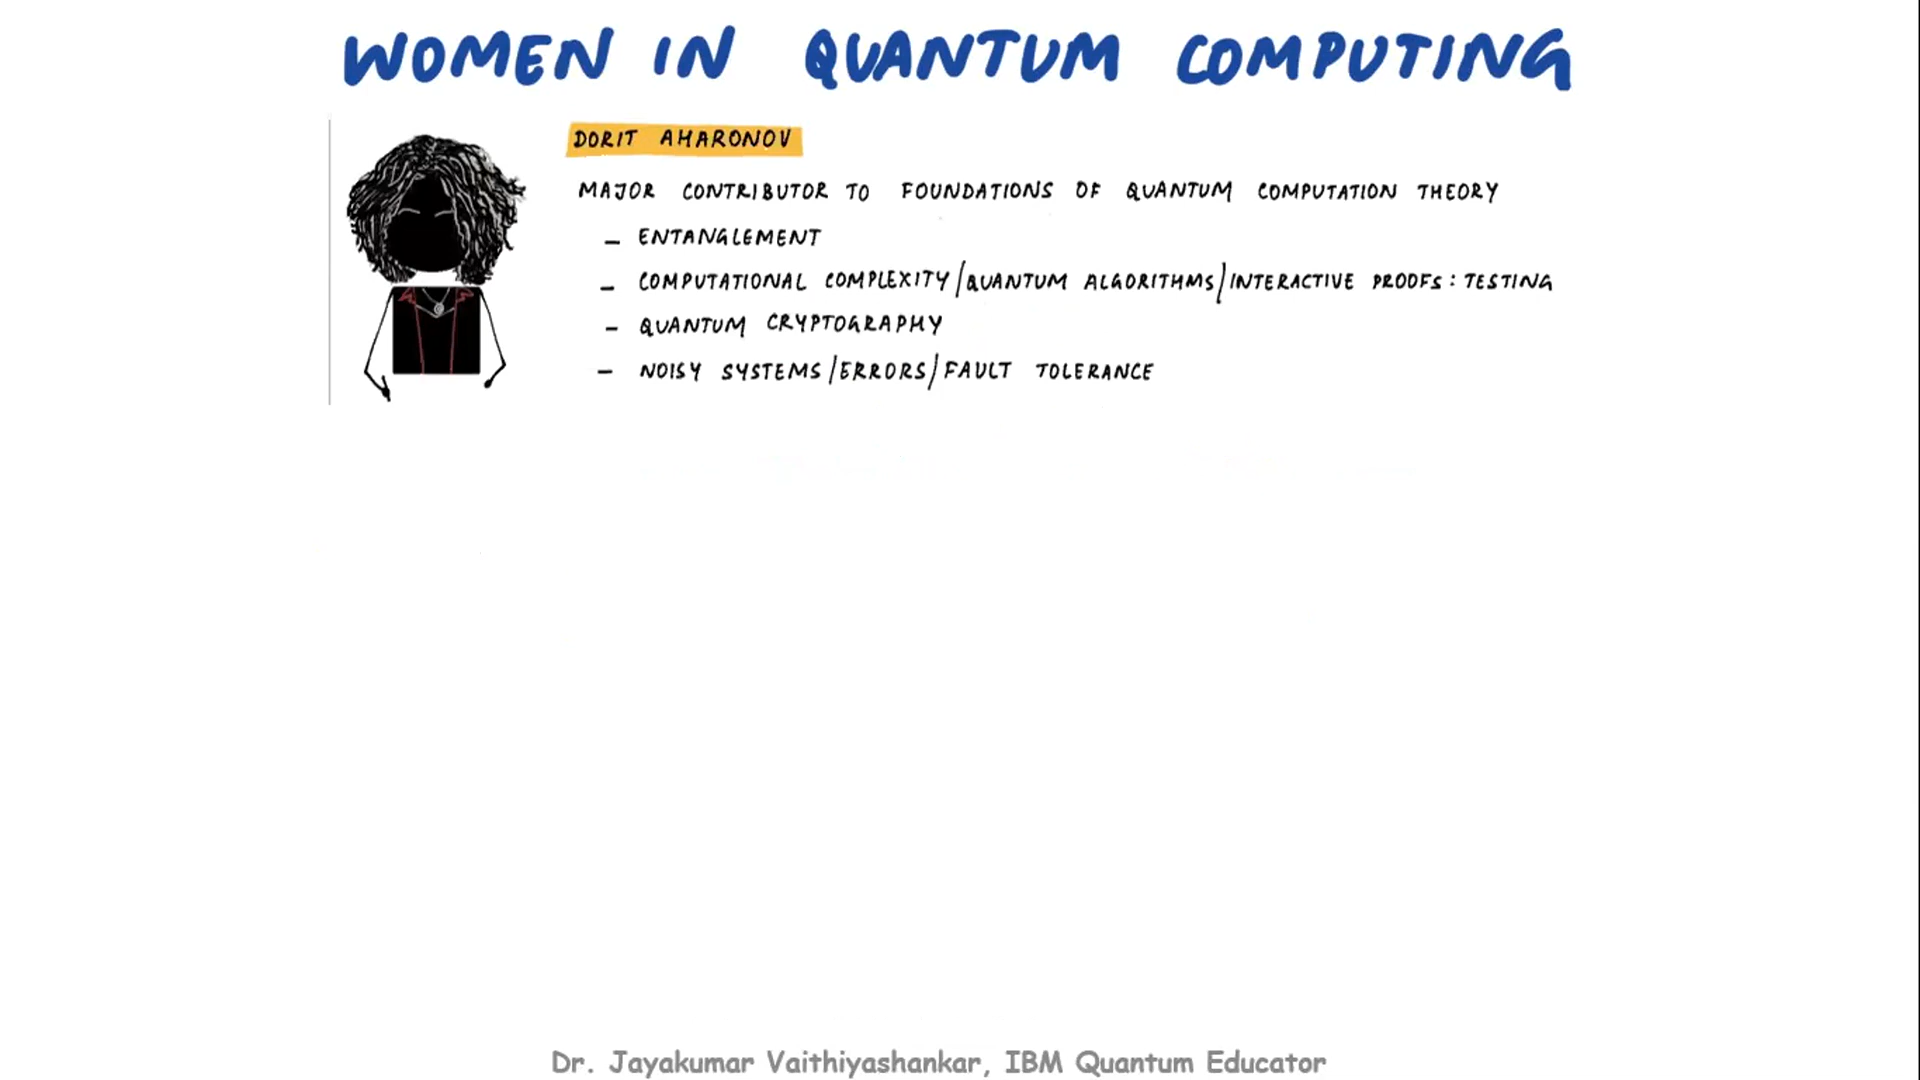 WOMEN IN QUANTUM COMPUTING
DORIT AHARONOV
MAJOR CONTRIBUTOR TO FOUNDATIONS OF QUANTUM COMPUTATION THEORY
– ENTANGLEMENT
– COMPUTATIONAL COMPLEXITY/QUANTUM ALGORITHMS/INTERACTIVE PROOFS: TESTING
– QUANTUM CRYPTOGRAPHY
– NOISY SYSTEMS/ERRORS/FAULT TOLERANCE
Dr. Jayakumar Vaithiyashankar, IBM Quantum Educator